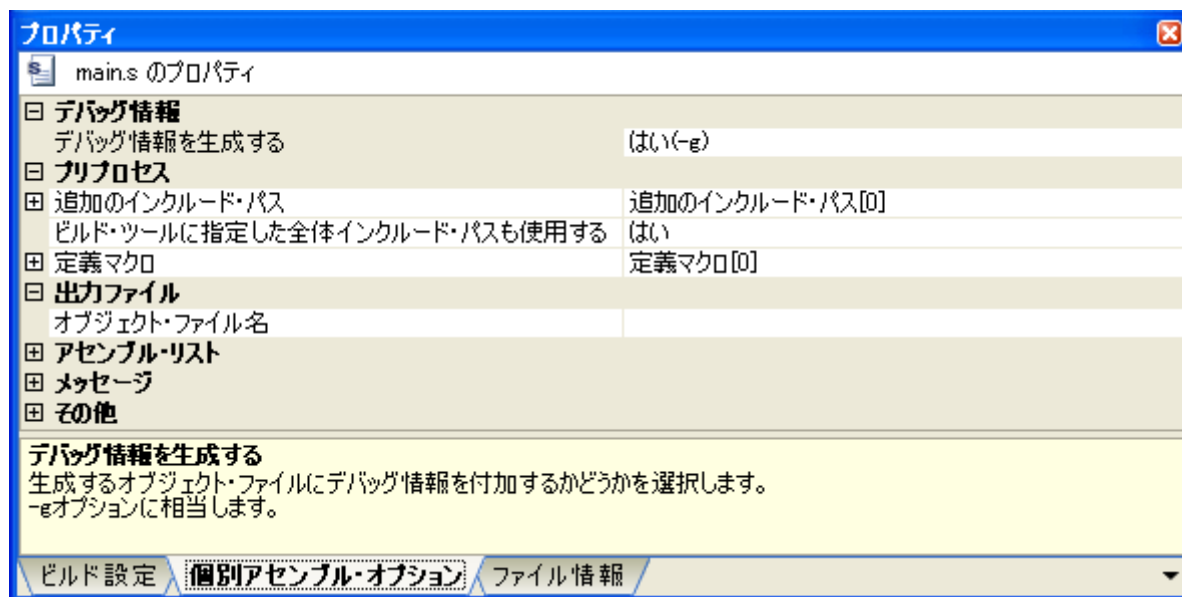 プロパティ
main.s のプロパティ
デバッグ情報
デバッグ情報を生成する はい(-g)
プリプロセス
追加のインクルード・パス 追加のインクルード・パス[0]
ビルド・ツールに指定した全体インクルード・パスも使用する はい
定義マクロ 定義マクロ[0]
出力ファイル
オブジェクト・ファイル名
アセンブル・リスト
メッセージ
その他
デバッグ情報を生成する
生成するオブジェクト・ファイルにデバッグ情報を付加するかどうかを選択します。
-gオプションに相当します。
ビルド設定 個別アセンブル・オプション ファイル情報